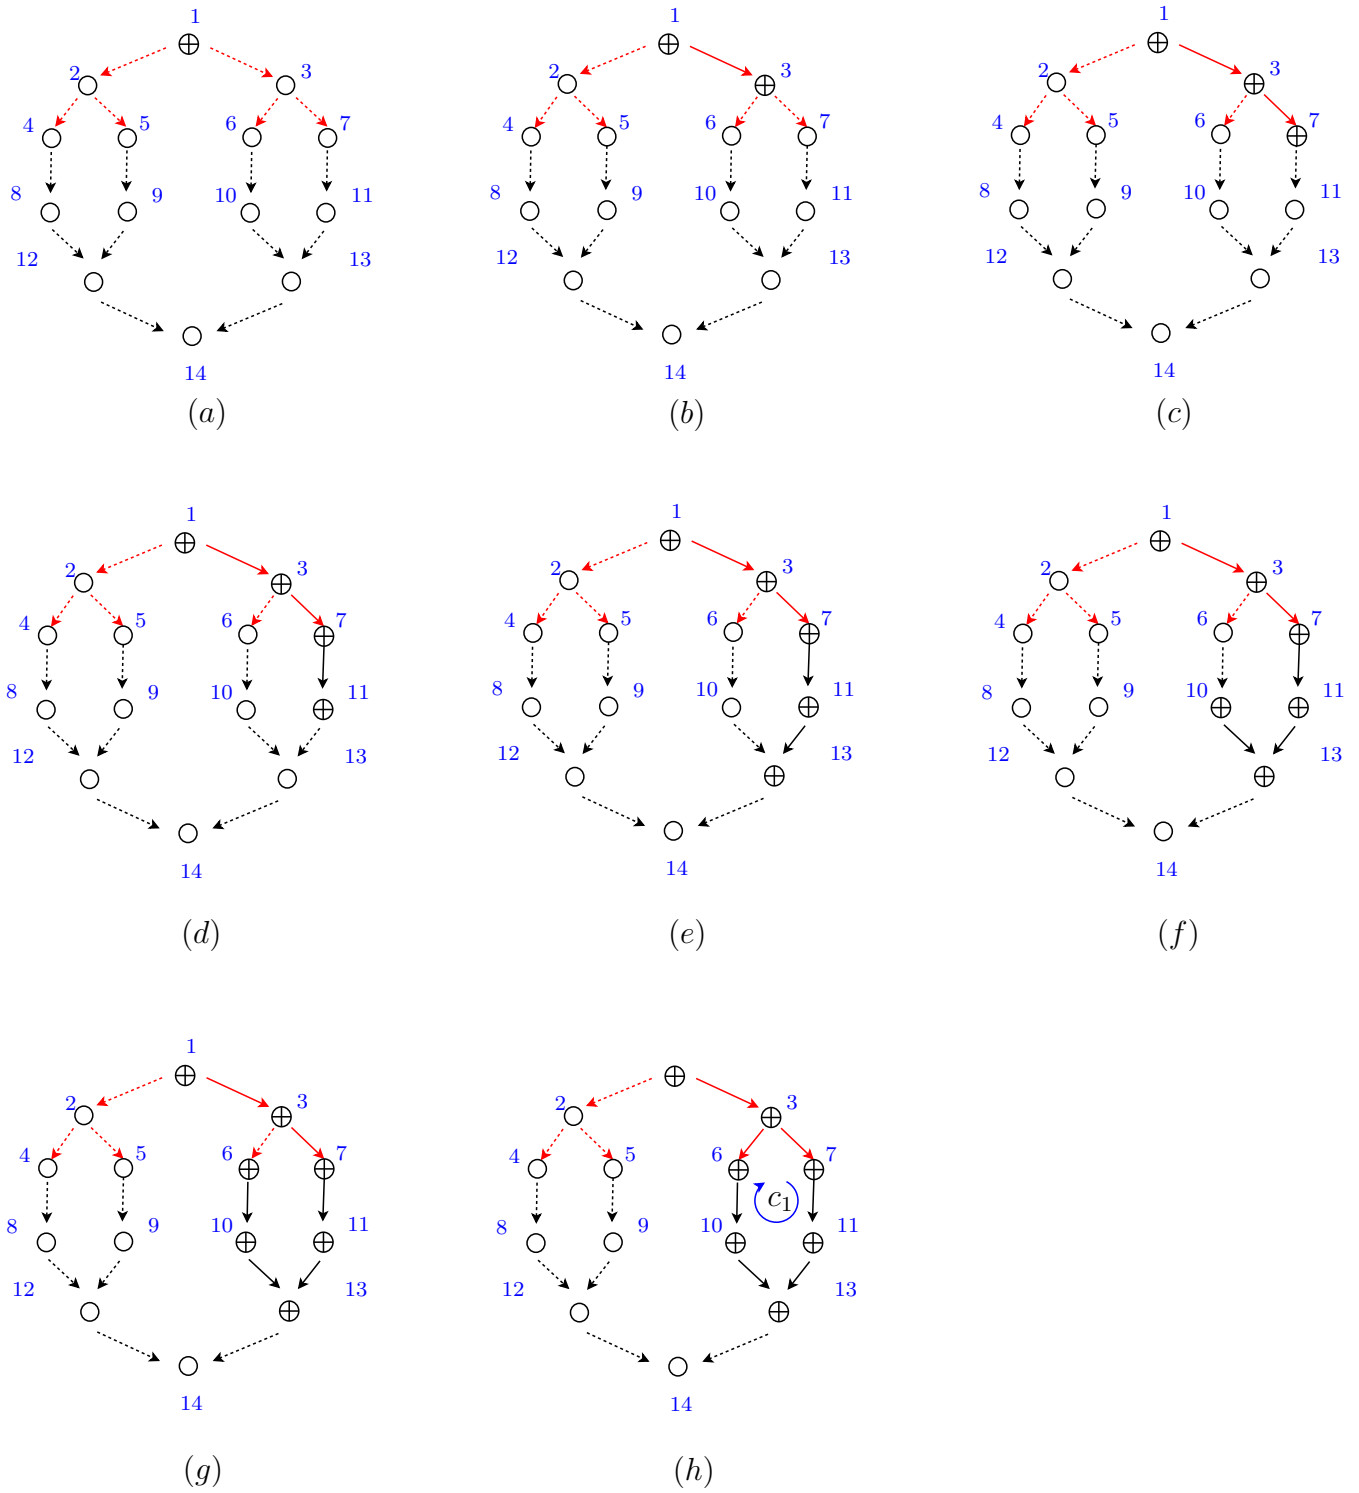 1 1 1
2 3 2 3 2 3
4 5 6 7 4 5 6 7 4 5 6 7
8 9 10 11 8 9 10 11 8 9 10 11
12 13 12 13 12 13
14 14 14
(a) (b) (c)
1 1 1
2 3 2 3 2 3
4 5 6 7 4 5 6 7 4 5 6 7
8 9 10 11 8 9 10 11 8 9 10 11
12 13 12 13 12 13
14 14 14
(d) (e) (f)
1
2 3 2 3
4 5 6 7 4 5 6 7
c₁
8 9 10 11 8 9 10 11
12 13 12 13
14 14
(g) (h)